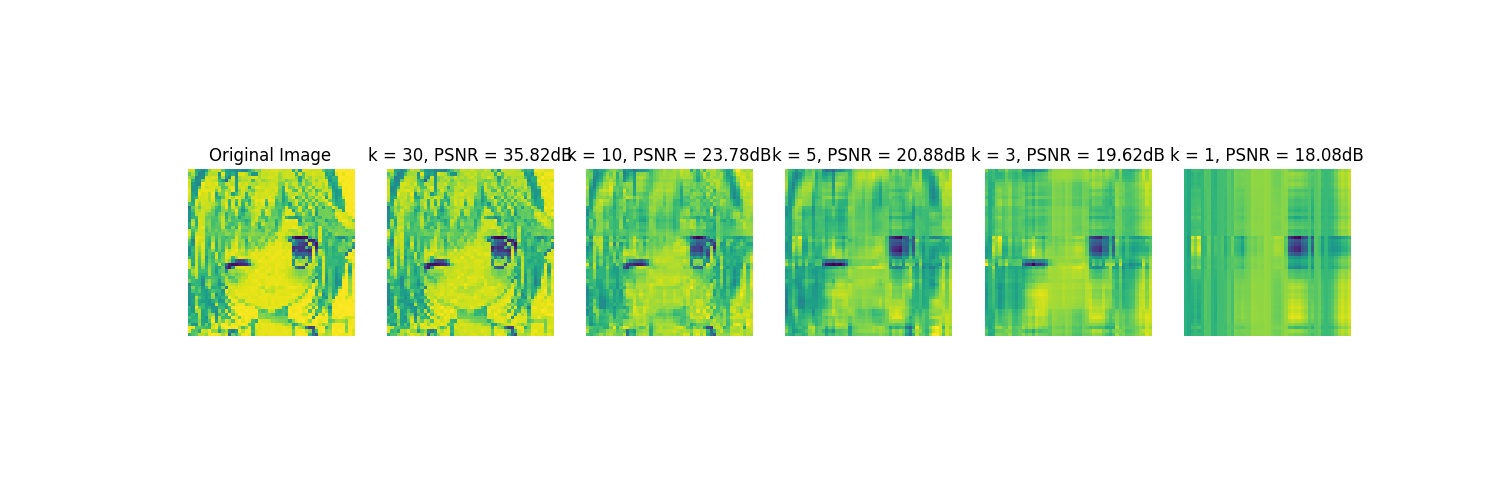 Original Image
k = 30, PSNR = 35.82dB
k = 10, PSNR = 23.78dB
k = 5, PSNR = 20.88dB
k = 3, PSNR = 19.62dB
k = 1, PSNR = 18.08dB